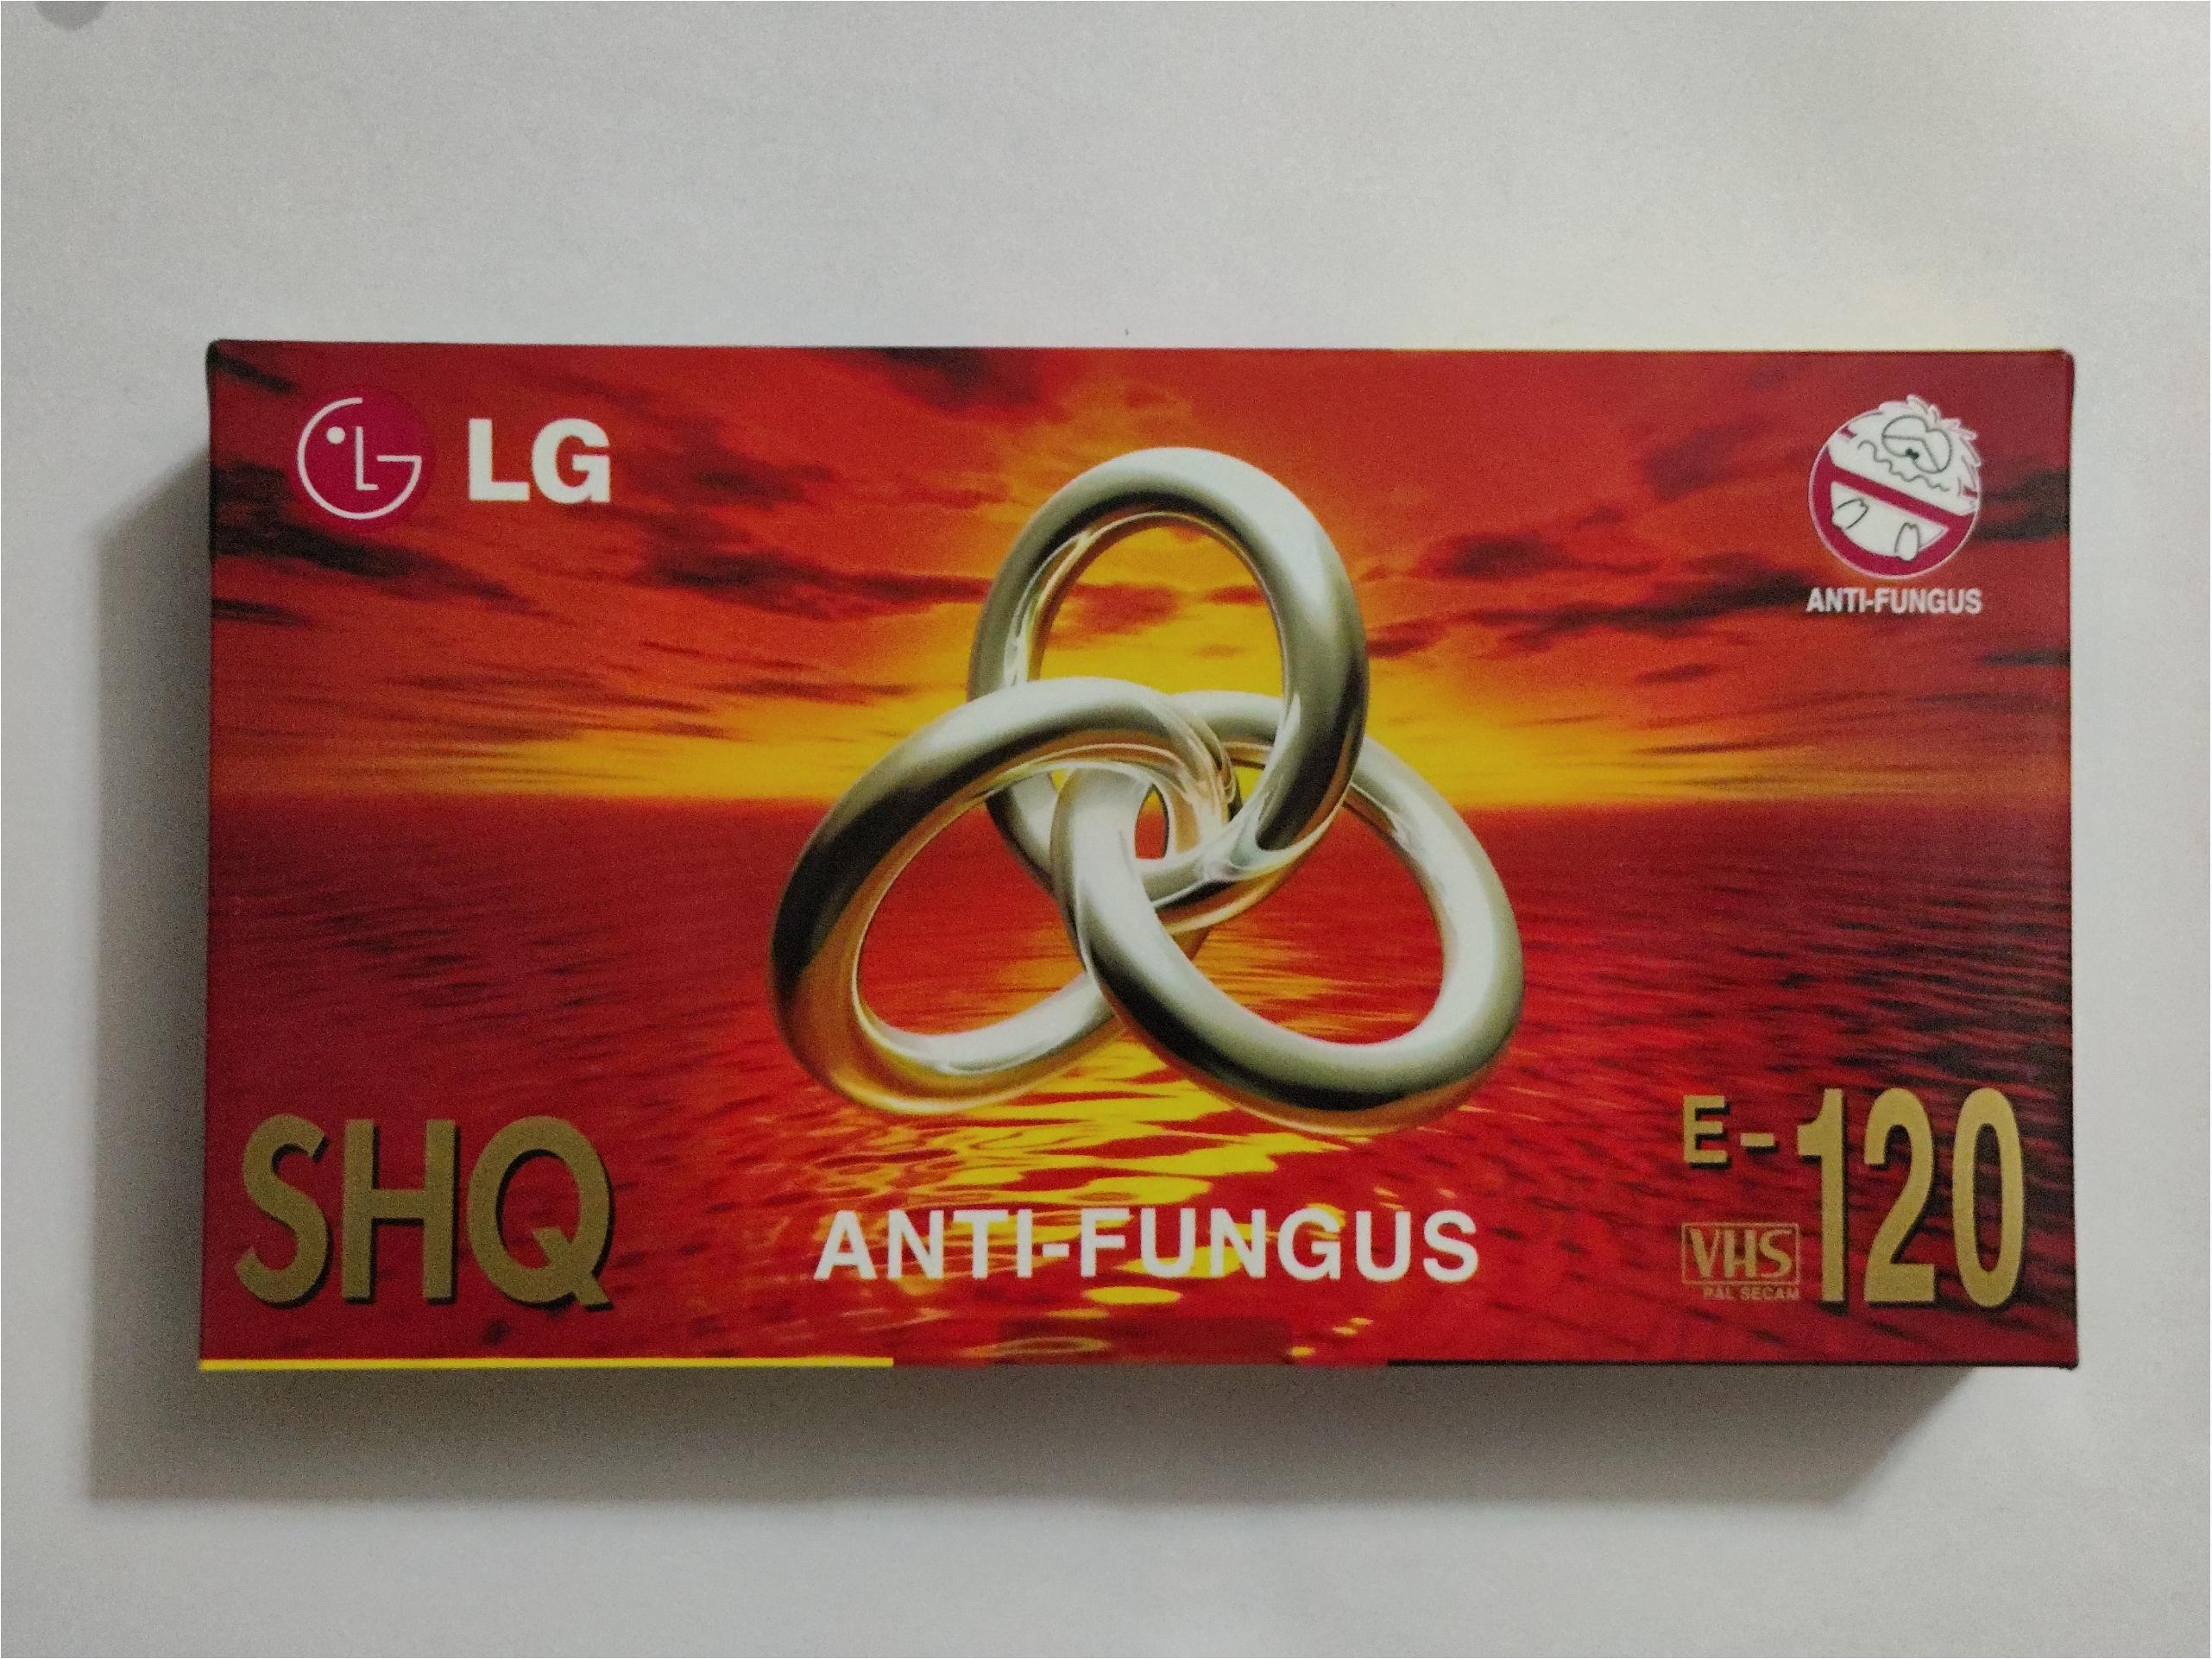 LG
ANTI-FUNGUS
SHQ
ANTI-FUNGUS
E-120
VHS
PAL SECAM